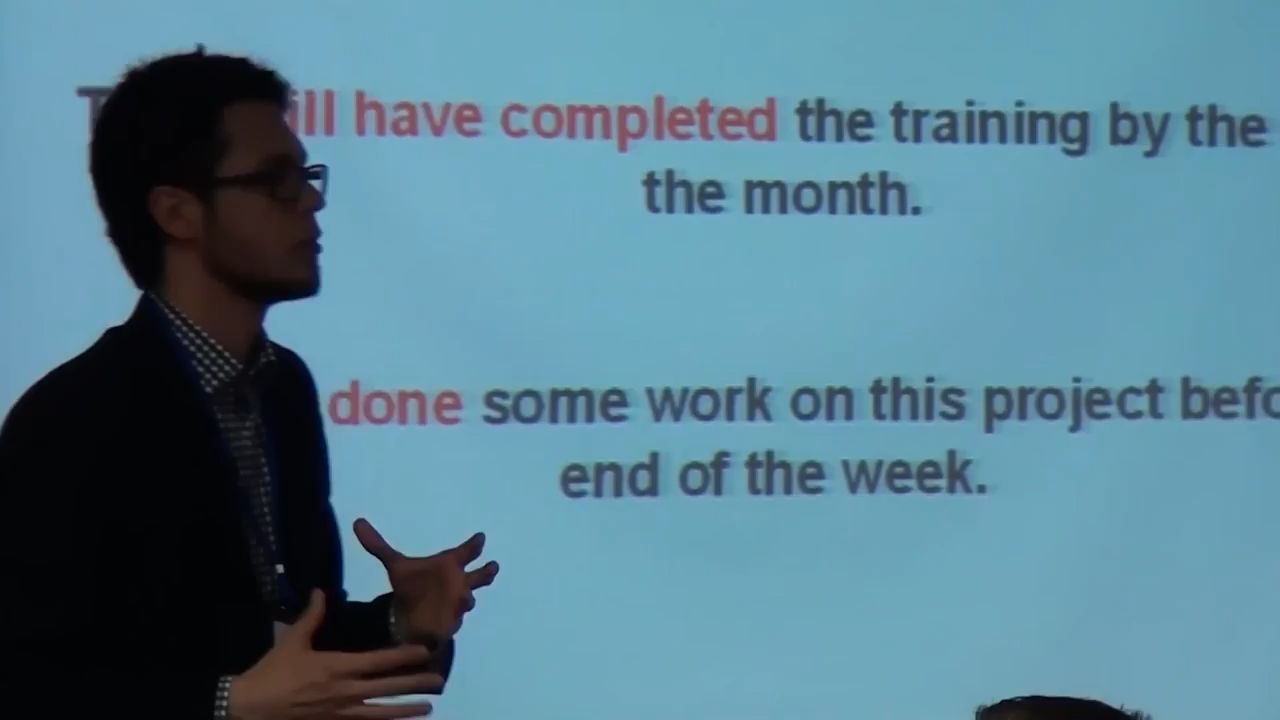 ill have completed the training by the
the month.
done some work on this project befo
end of the week.